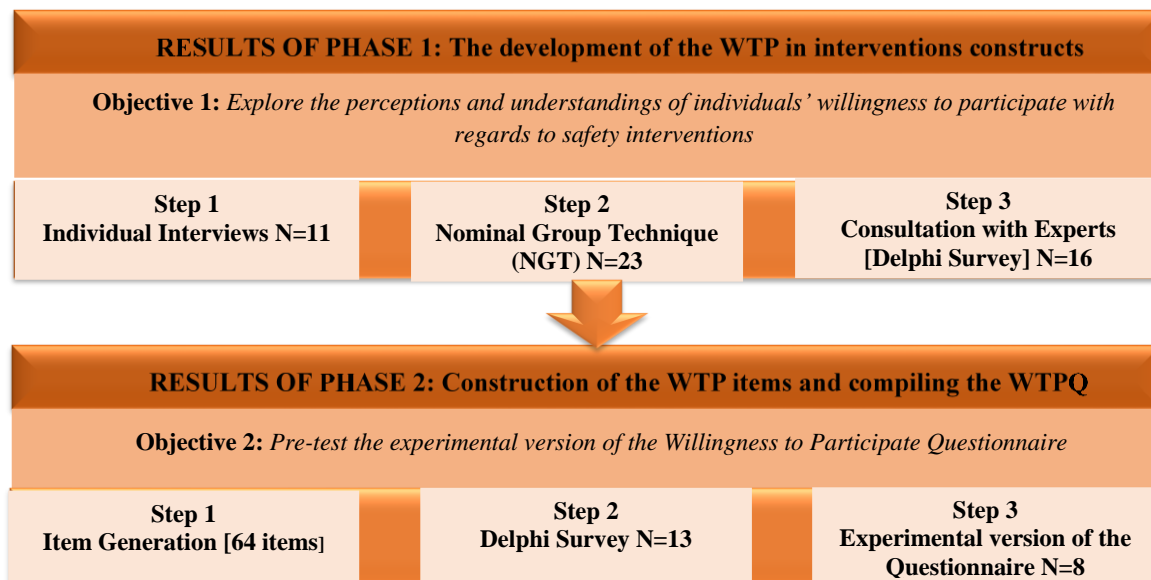 RESULTS OF PHASE 1: The development of the WTP in interventions constructs
Objective 1: Explore the perceptions and understandings of individuals’ willingness to participate with
regards to safety interventions
Step 1
Individual Interviews N=11
Step 2
Nominal Group Technique
(NGT) N=23
Step 3
Consultation with Experts
[Delphi Survey] N=16
RESULTS OF PHASE 2: Construction of the WTP items and compiling the WTPQ
Objective 2: Pre-test the experimental version of the Willingness to Participate Questionnaire
Step 1
Item Generation [64 items]
Step 2
Delphi Survey N=13
Step 3
Experimental version of the
Questionnaire N=8